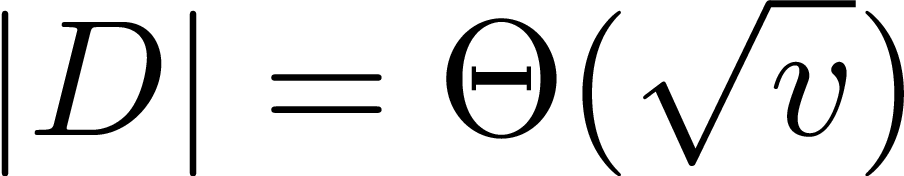 |D| = Θ(√v)